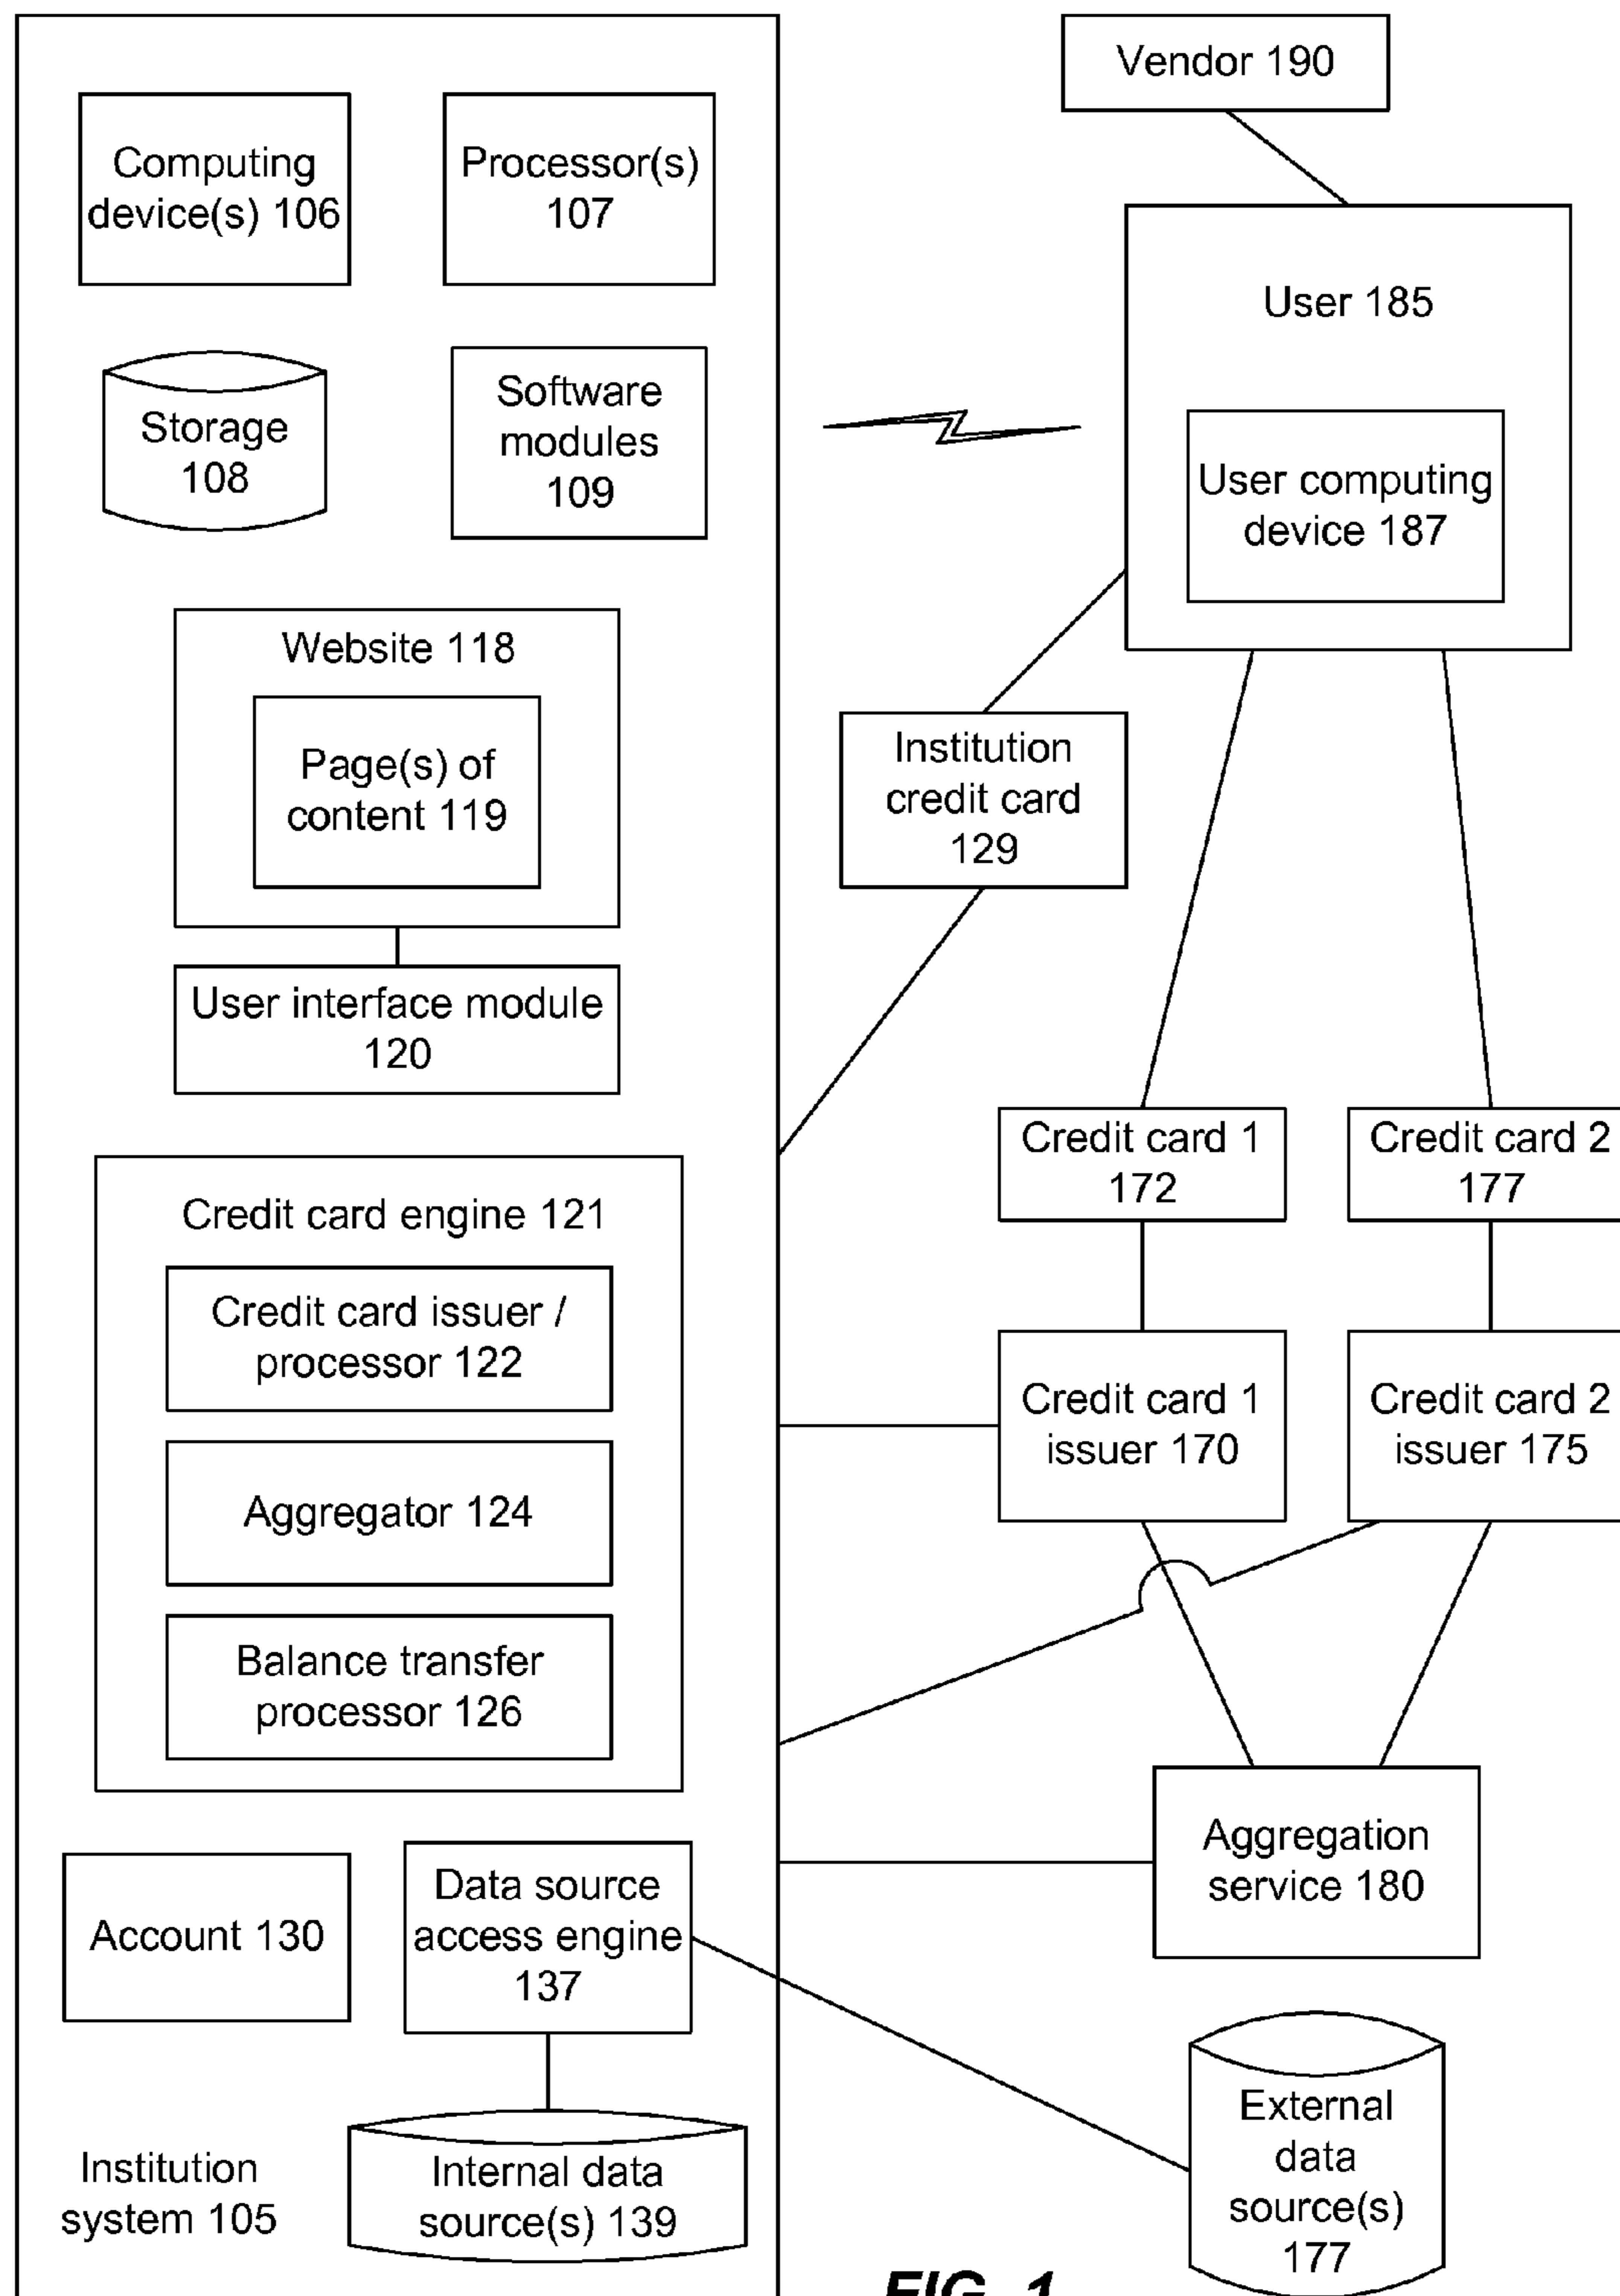 Vendor 190
Computing
device(s) 106
Processor(s)
107
User 185
Storage
108
Software
modules
109
User computing
device 187
Website 118
Page(s) of
content 119
Institution
credit card
129
User interface module
120
Credit card 1
172
Credit card 2
177
Credit card engine 121
Credit card issuer /
processor 122
Credit card 1
issuer 170
Credit card 2
issuer 175
Aggregator 124
Balance transfer
processor 126
Aggregation
service 180
Account 130
Data source
access engine
137
External
data
source(s)
177
Institution
system 105
Internal data
source(s) 139
FIG. 1